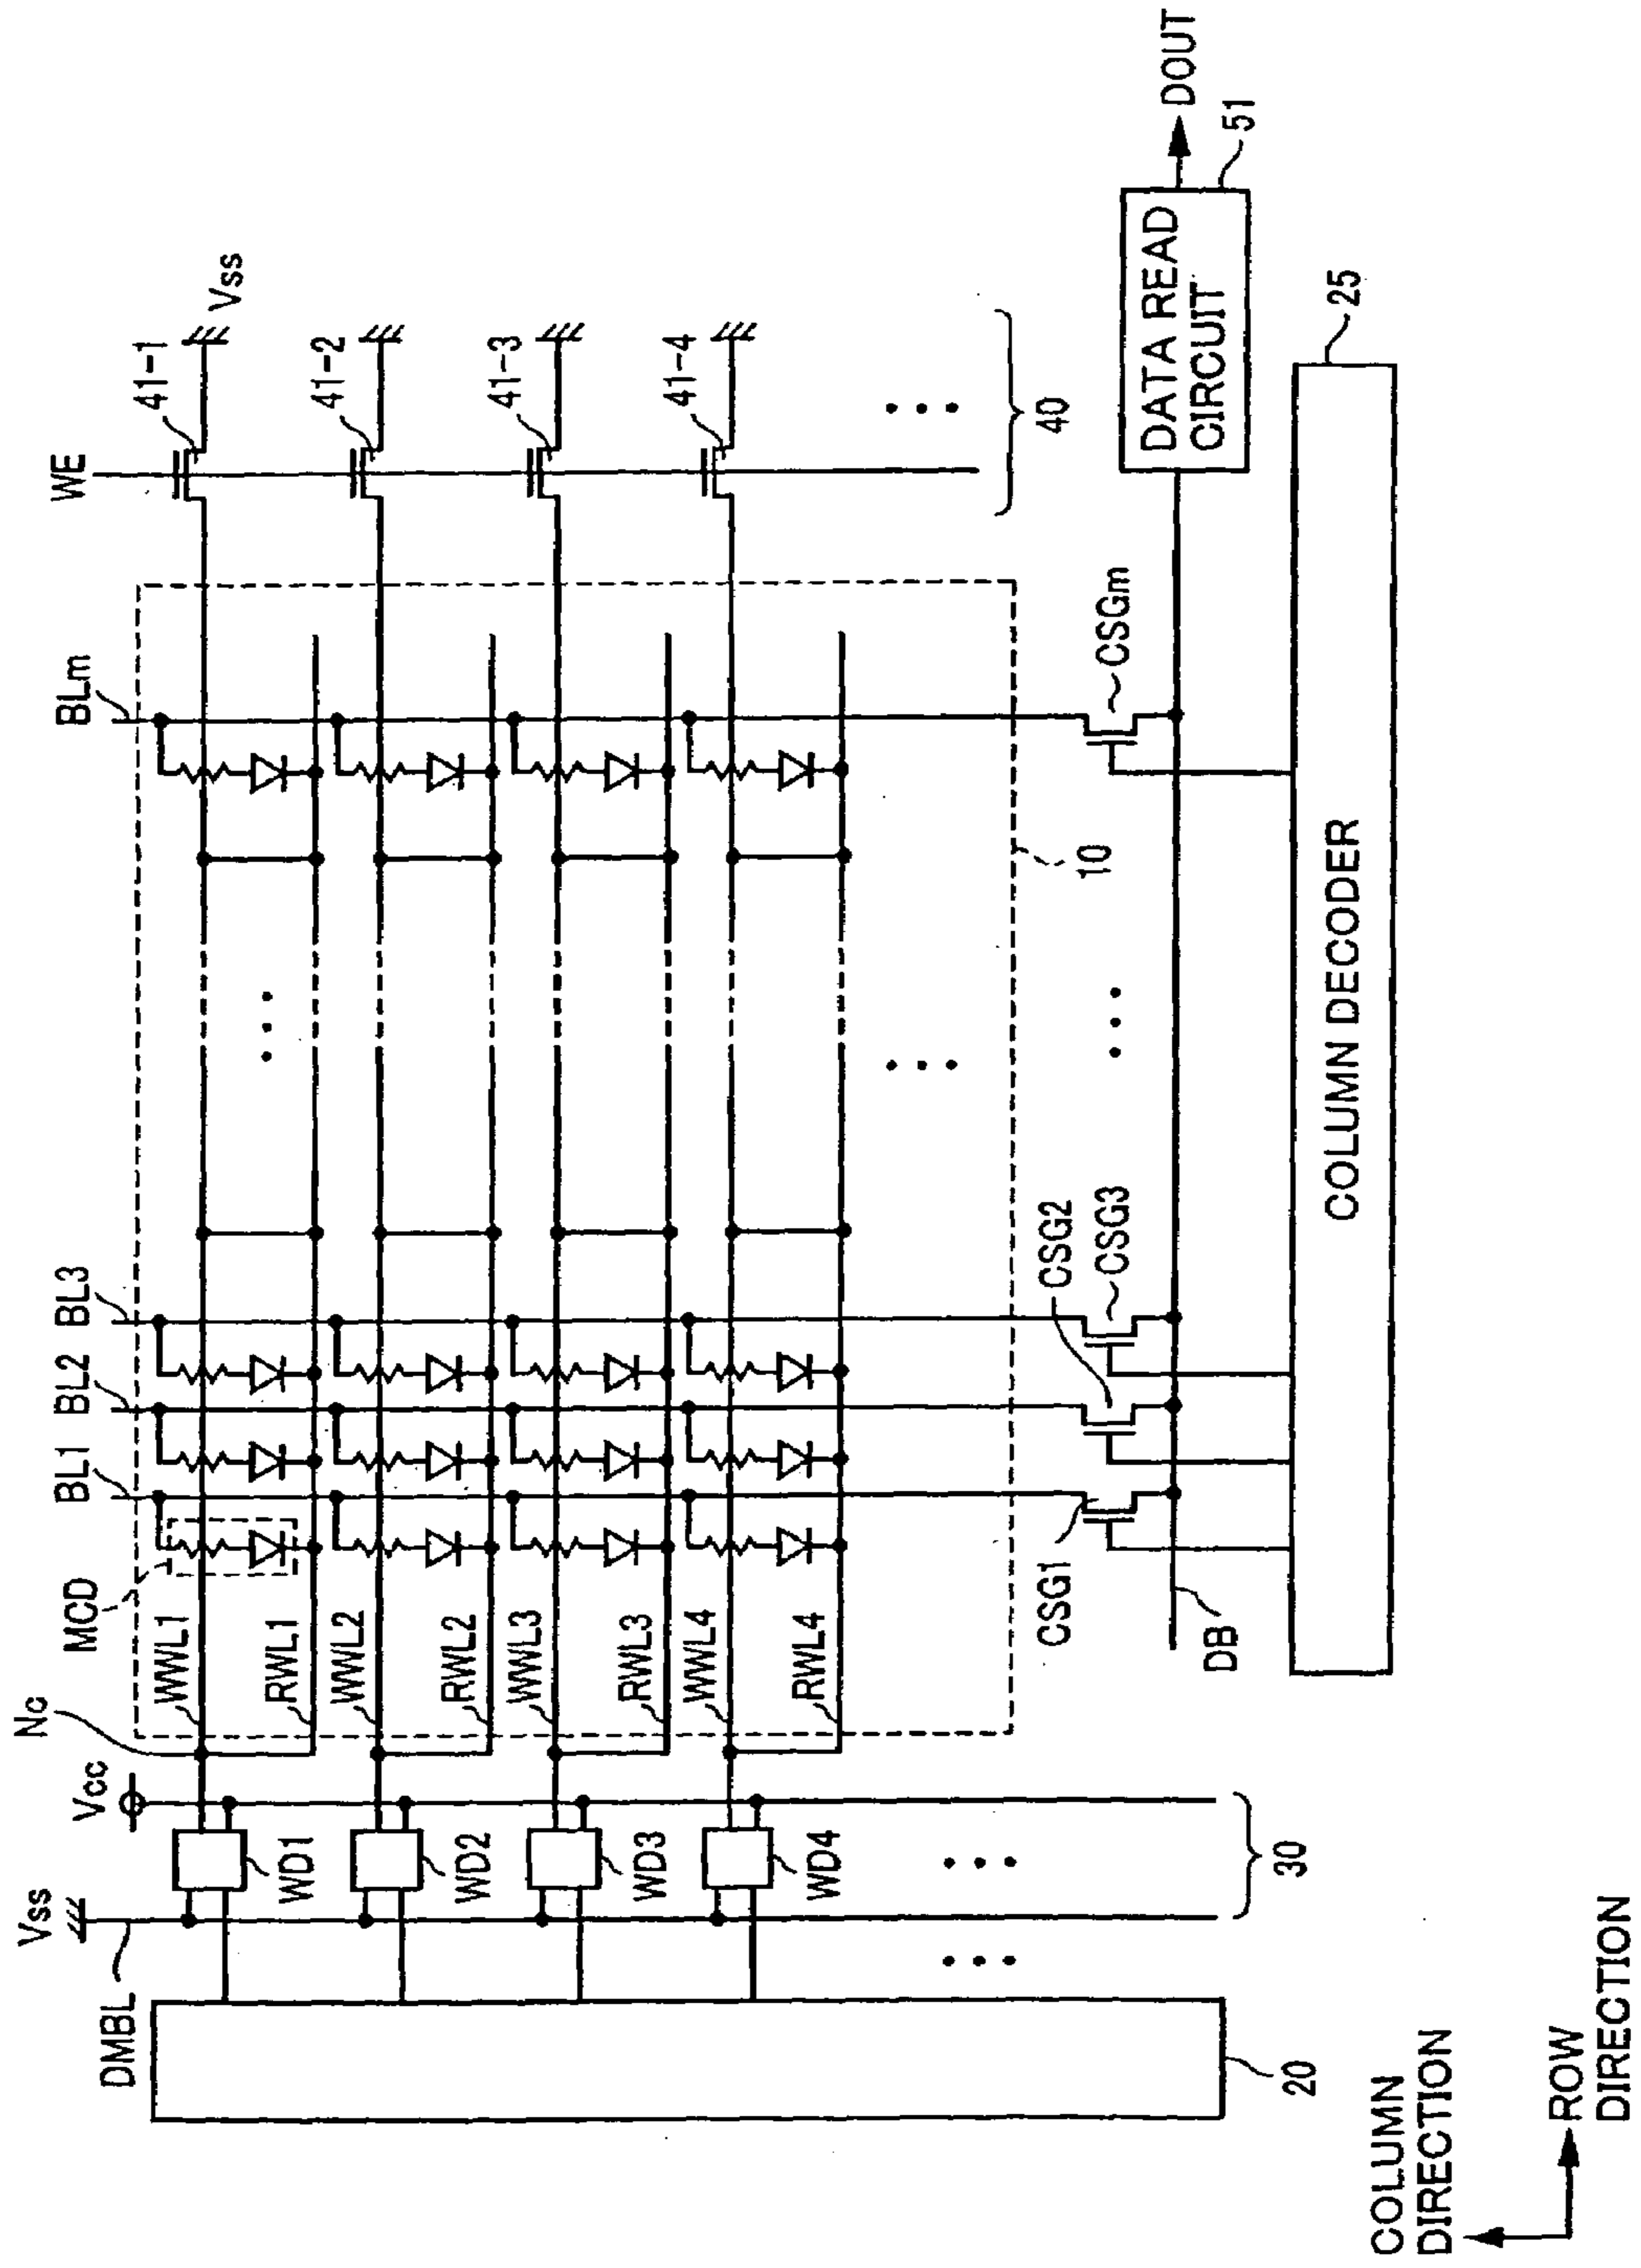 Vss
DMBL
20
Vcc
Nc
WD1
WD2
WD3
WD4
30
MCD
WWL1
RWL1
WWL2
RWL2
WWL3
RWL3
WWL4
RWL4
BL1
BL2
BL3
BLm
10
WE
41-1
Vss
41-2
41-3
41-4
40
CSG1
CSG2
CSG3
CSGm
DB
DATA READ
CIRCUIT
51
DOUT
COLUMN DECODER
25
COLUMN
DIRECTION
ROW
DIRECTION